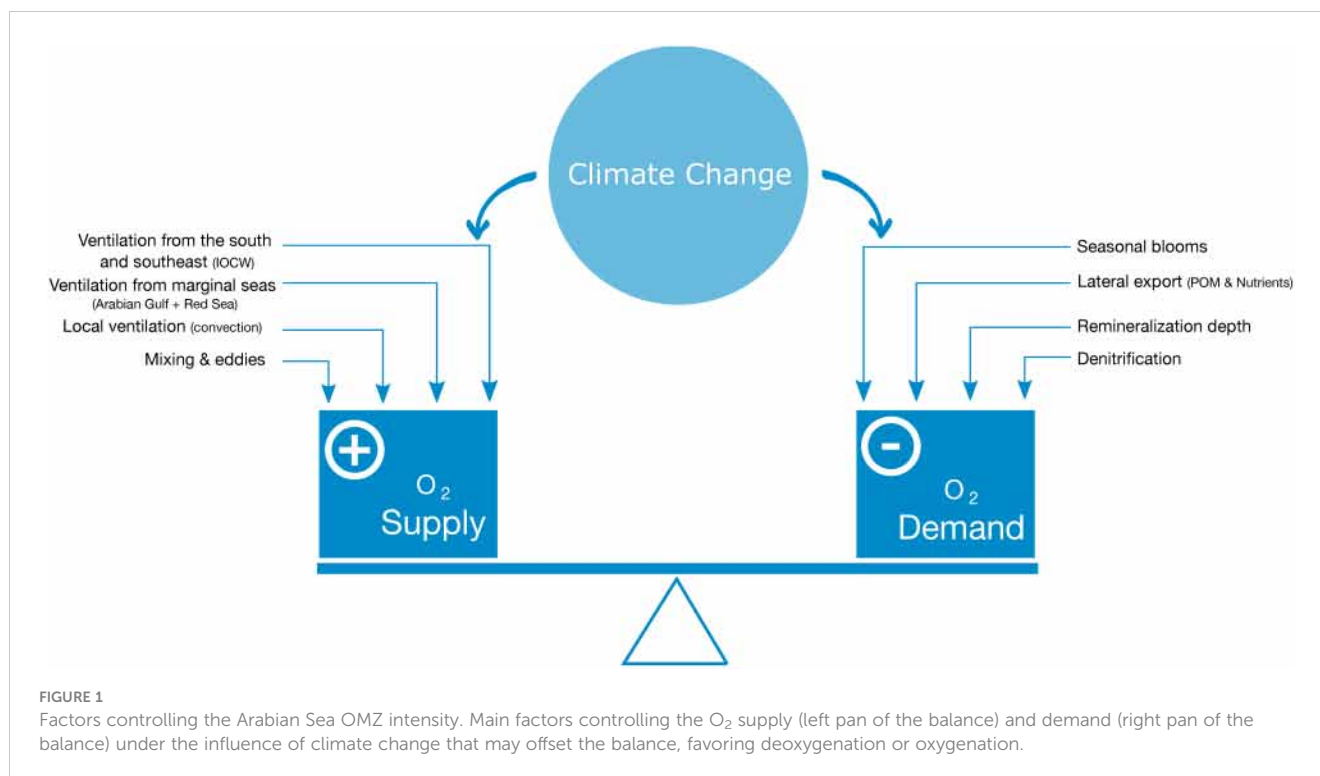 Climate Change
Ventilation from the south
and southeast (IOCW)
Ventilation from marginal seas
(Arabian Gulf + Red Sea)
Local ventilation (convection)
Mixing & eddies
Seasonal blooms
Lateral export (POM & Nutrients)
Remineralization depth
Denitrification
+
O₂
Supply
-
O₂
Demand
FIGURE 1
Factors controlling the Arabian Sea OMZ intensity. Main factors controlling the O₂ supply (left pan of the balance) and demand (right pan of the
balance) under the influence of climate change that may offset the balance, favoring deoxygenation or oxygenation.